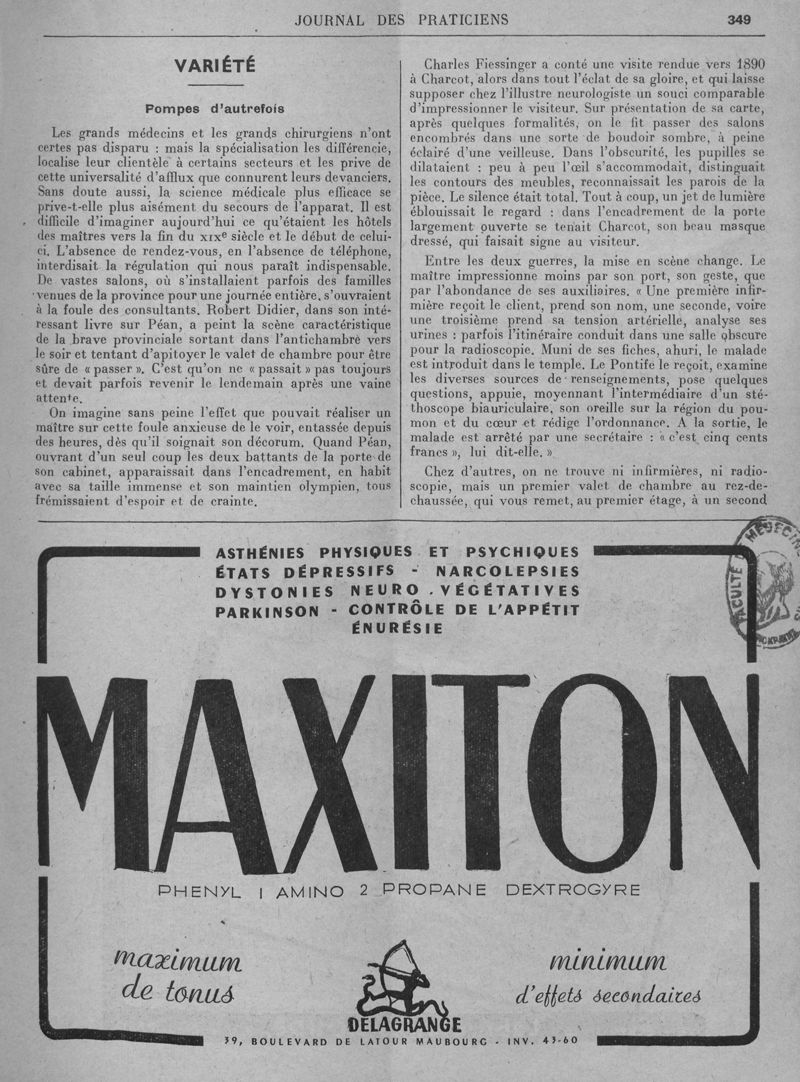 JOURNAL DES PRATICIENS
349
VARIÉTÉ
Pompes d'autrefois
Les grands médecins et les grands chirurgiens n'ont
certes pas disparu : mais la spécialisation les différencie,
localise leur clientèle à certains secteurs et les prive de
cette universalité d'afflux que connurent leurs devanciers.
Sans doute aussi, la science médicale plus efficace se
prive-t-elle plus aisément du secours de l'apparat. Il est
difficile d'imaginer aujourd'hui ce qu'étaient les hôtels
des maîtres vers la fin du XIXe siècle et le début de celui-
ci. L'absence de rendez-vous, en l'absence de téléphone,
interdisait la régulation qui nous paraît indispensable.
De vastes salons, où s'installaient parfois des familles
venues de la province pour une journée entière, s'ouvraient
à la foule des consultants. Robert Didier, dans son inté-
ressant livre sur Péan, a peint la scène caractéristique
de la brave provinciale sortant dans l'antichambre vers
le soir et tentant d'apitoyer le valet de chambre pour être
sûre de « passer ». C'est qu'on ne « passait » pas toujours
et devait parfois revenir le lendemain après une vaine
attente.
On imagine sans peine l'effet que pouvait réaliser un
maître sur cette foule anxieuse de le voir, entassée depuis
des heures, dès qu'il soignait son décorum. Quand Péan,
ouvrant d'un seul coup les deux battants de la porte de
son cabinet, apparaissait dans l'encadrement, en habit
avec sa taille immense et son maintien olympien, tous
frémissaient d'espoir et de crainte.
Charles Fiessinger a conté une visite rendue vers 1890
à Charcot, alors dans tout l'éclat de sa gloire, et qui laisse
supposer chez l'illustre neurologiste un souci comparable
d'impressionner le visiteur. Sur présentation de sa carte,
après quelques formalités, on le fit passer des salons
encombrés dans une sorte de boudoir sombre, à peine
éclairé d'une veilleuse. Dans l'obscurité, les pupilles se
dilataient : peu à peu l'œil s'accommodait, distinguait
les contours des meubles, reconnaissait les parois de la
pièce. Le silence était total. Tout à coup, un jet de lumière
éblouissait le regard : dans l'encadrement de la porte
largement ouverte se tenait Charcot, son beau masque
dressé, qui faisait signe au visiteur.
Entre les deux guerres, la mise en scène change. Le
maître impressionne moins par son port, son geste, que
par l'abondance de ses auxiliaires. « Une première infir-
mière reçoit le client, prend son nom, une seconde, voire
une troisième prend sa tension artérielle, analyse ses
urines : parfois l'itinéraire conduit dans une salle obscure
pour la radioscopie. Muni de ses fiches, ahuri, le malade
est introduit dans le temple. Le Pontife le reçoit, examine
les diverses sources de renseignements, pose quelques
questions, appuie, moyennant l'intermédiaire d'un sté-
thoscope biauriculaire, son oreille sur la région du pou-
mon et du cœur et rédige l'ordonnance. A la sortie, le
malade est arrêté par une secrétaire : « c'est cinq cents
francs », lui dit-elle. »
Chez d'autres, on ne trouve ni infirmières, ni radio-
scopie, mais un premier valet de chambre au rez-de-
chaussée, qui vous remet, au premier étage, à un second
ASTHÉNIES PHYSIQUES ET PSYCHIQUES
ÉTATS DÉPRESSIFS - NARCOLEPSIES
DYSTONIES NEURO-VÉGÉTATIVES
PARKINSON - CONTRÔLE DE L'APPÉTIT
ÉNURÉSIE
MAXITON
PHENYL 1 AMINO 2 PROPANE DEXTROGYRE
maximum
de tonus
minimum
d'effets secondaires
DELAGRANGE
39, BOULEVARD DE LATOUR MAUBOURG - INV. 43-60